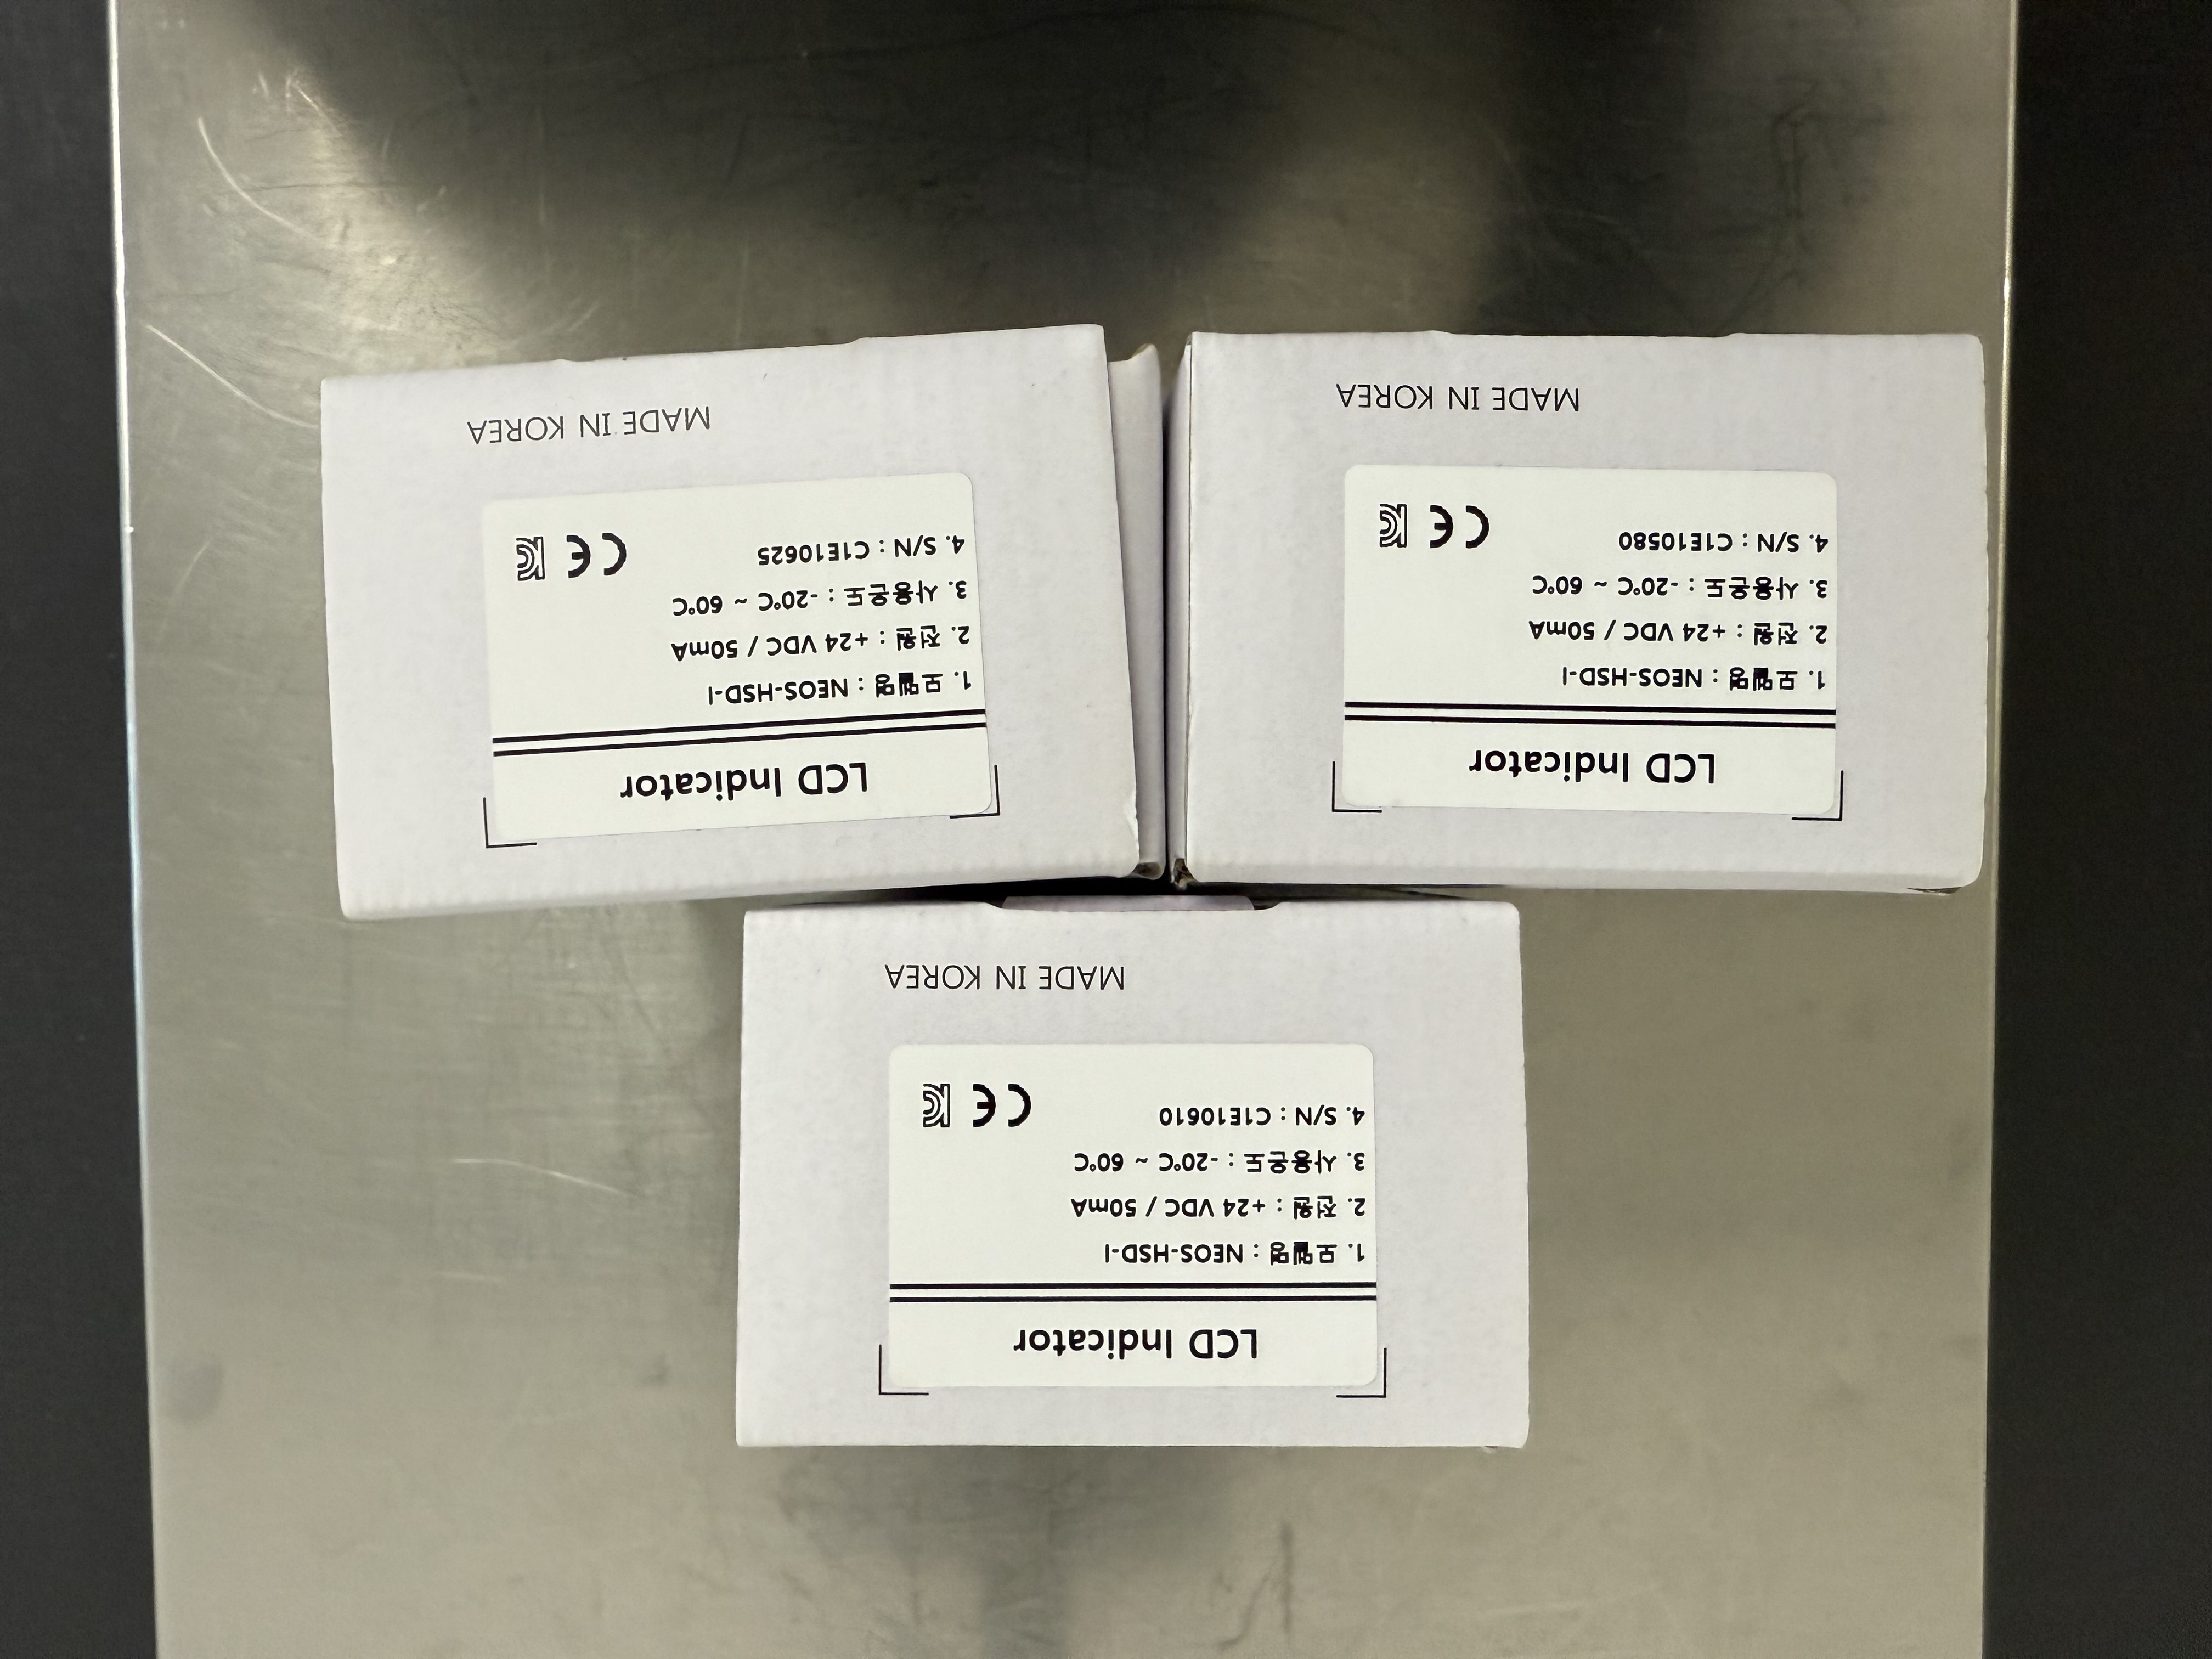 LCD Indicator
1. 모델명 : NEOS-HSD-I
2. 전원 : +24 VDC / 50mA
3. 사용온도 : -20℃ ~ 60℃
4. S/N : C1E10610
CE
MADE IN KOREA
LCD Indicator
1. 모델명 : NEOS-HSD-I
2. 전원 : +24 VDC / 50mA
3. 사용온도 : -20℃ ~ 60℃
4. S/N : C1E10580
CE
MADE IN KOREA
LCD Indicator
1. 모델명 : NEOS-HSD-I
2. 전원 : +24 VDC / 50mA
3. 사용온도 : -20℃ ~ 60℃
4. S/N : C1E10625
CE
MADE IN KOREA